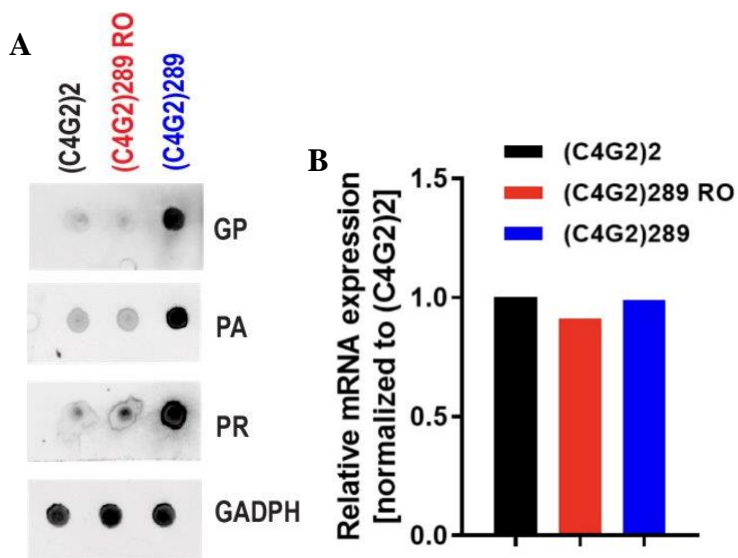 A
(C4G2)2
(C4G2)289 RO
(C4G2)289
GP
PA
PR
GADPH
B
Relative mRNA expression
[normalized to (C4G2)2]
1.5
1.0
0.5
0.0
(C4G2)2
(C4G2)289 RO
(C4G2)289